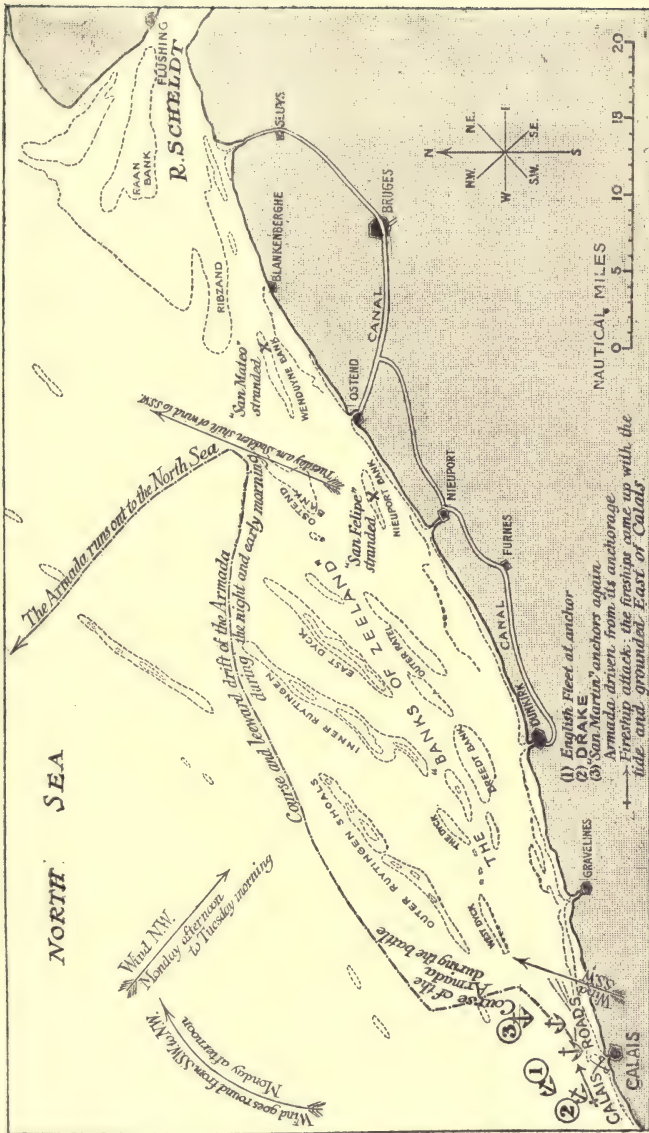 NORTH SEA
Wind goes round from SSW to NW
Monday afternoon
Wind N.W.
Monday afternoon
to Tuesday morning
The Armada runs out to the North Sea
Course and leeward drift of the Armada
during the night and early morning
Tuesday a.m. Sudden shift of wind to SSW
"San Mateo"
stranded
"San Felipe"
stranded
FLUSHING
R. SCHELDT
RAAN
BANK
RIBZAND
WENDUYNE BANK
OSTEND
BANK
NIEUPORT BANK
EAST DYCK
INNER RUYTINGEN
OUTER RATEL
OUTER RUYTINGEN SHOALS
THE "BANKS OF ZEELAND"
THE DYCK
BREEDT BANK
WEST DYCK
Course of the
Armada
during the battle
Wind
SSW
3
1
2
CALAIS ROADS
CALAIS
GRAVELINES
DUNKIRK
CANAL
FURNES
NIEUPORT
OSTEND
CANAL
BRUGES
BLANKENBERGHE
SLUYS
N
N.E.
S.E.
S
S.W.
W
N.W.
NAUTICAL MILES
0 5 10 20
(1) English Fleet at anchor
(2) DRAKE
(3) "San Martin" anchors again
Armada driven from its anchorage
Fireship attack: the fireships came up with the
tide and grounded East of Calais